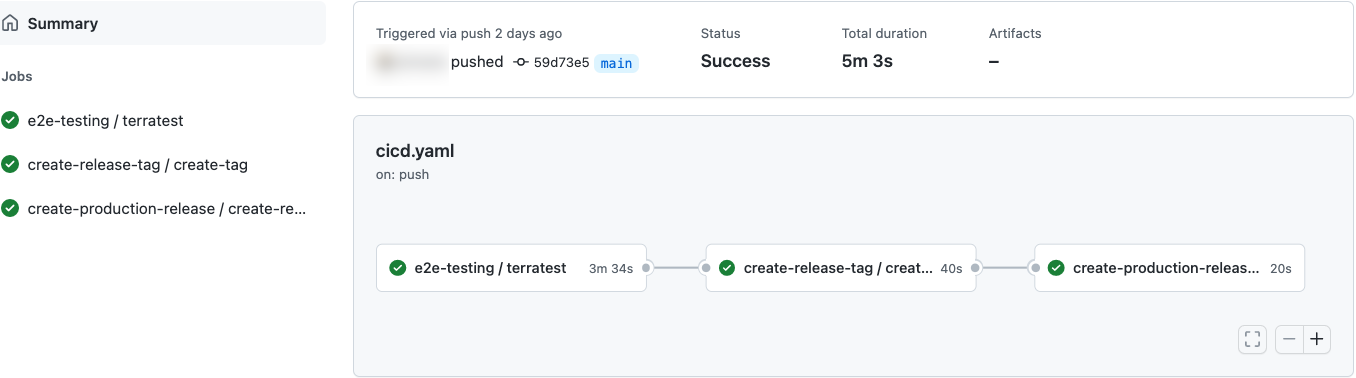 Summary
Jobs
e2e-testing / terratest
create-release-tag / create-tag
create-production-release / create-re...
Triggered via push 2 days ago
pushed 59d73e5 main
Status
Success
Total duration
5m 3s
Artifacts
–
cicd.yaml
on: push
e2e-testing / terratest 3m 34s
create-release-tag / creat... 40s
create-production-releas... 20s